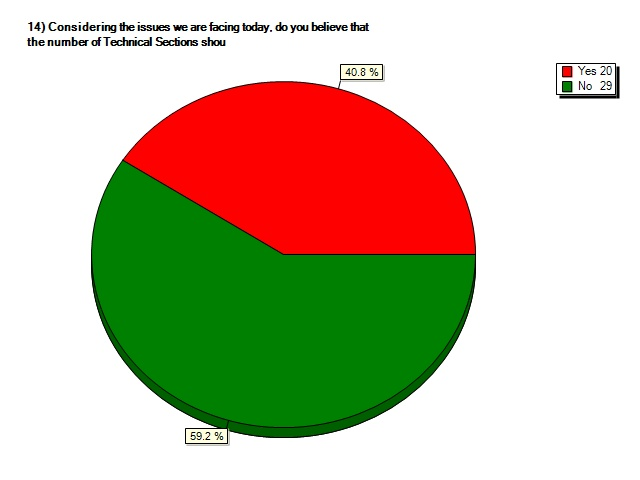 14) Considering the issues we are facing today, do you believe that
the number of Technical Sections shou
40.8 %
Yes 20
No 29
59.2 %